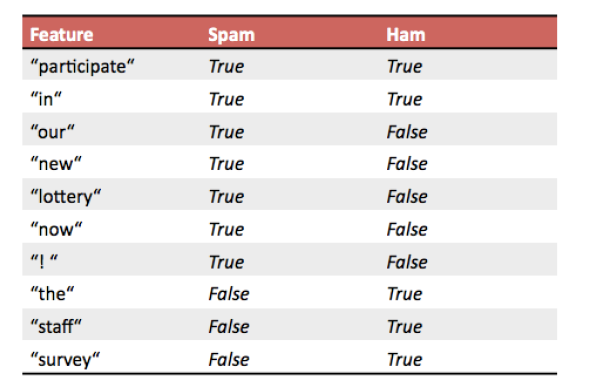 Feature Spam Ham
“participate“ True True
“in“ True True
“our“ True False
“new“ True False
“lottery“ True False
“now“ True False
“! “ True False
“the“ False True
“staff“ False True
“survey“ False True